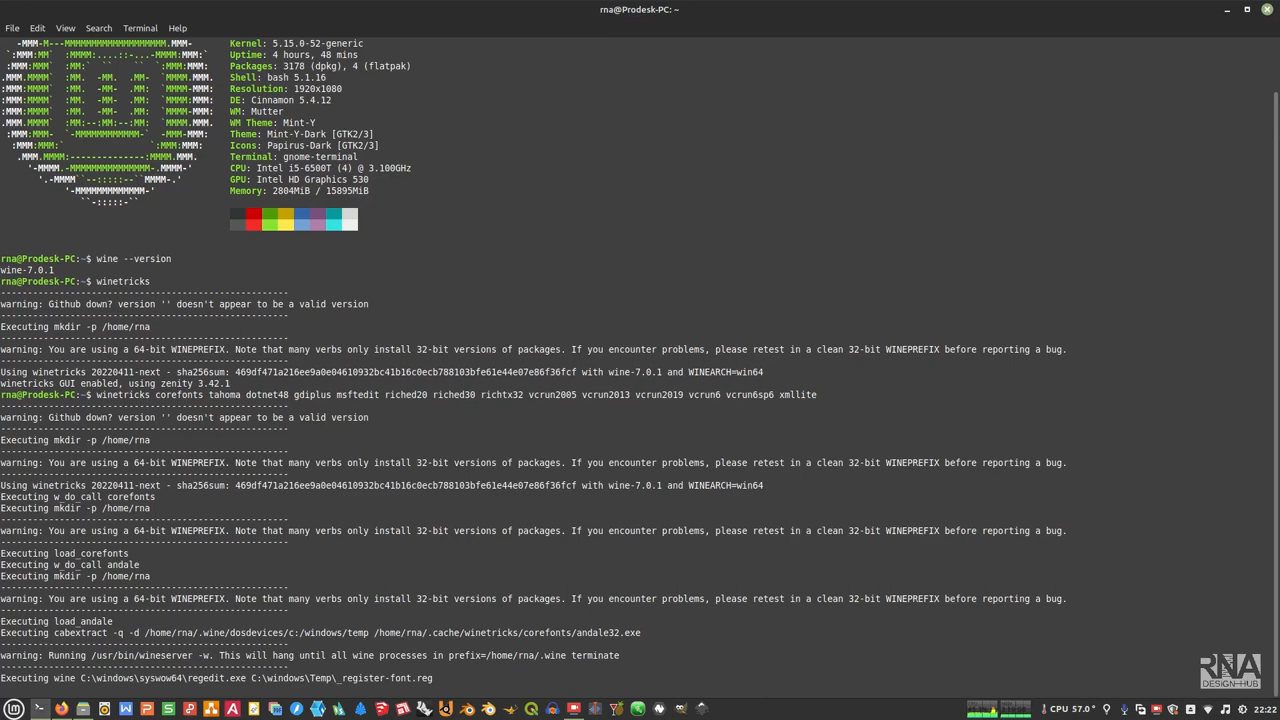 rna@Prodesk-PC: ~
File Edit View Search Terminal Help
Kernel: 5.15.0-52-generic
Uptime: 4 hours, 48 mins
Packages: 3178 (dpkg), 4 (flatpak)
Shell: bash 5.1.16
Resolution: 1920x1080
DE: Cinnamon 5.4.12
WM: Mutter
WM Theme: Mint-Y
Theme: Mint-Y-Dark [GTK2/3]
Icons: Papirus-Dark [GTK2/3]
Terminal: gnome-terminal
CPU: Intel i5-6500T (4) @ 3.100GHz
GPU: Intel HD Graphics 530
Memory: 2804MiB / 15895MiB
rna@Prodesk-PC:~$ wine --version
wine-7.0.1
rna@Prodesk-PC:~$ winetricks
------------------------------------------------------
warning: Github down? version '' doesn't appear to be a valid version
------------------------------------------------------
Executing mkdir -p /home/rna
------------------------------------------------------
warning: You are using a 64-bit WINEPREFIX. Note that many verbs only install 32-bit versions of packages. If you encounter problems, please retest in a clean 32-bit WINEPREFIX before reporting a bug.
------------------------------------------------------
Using winetricks 20220411-next - sha256sum: 469df471a216ee9a0e04610932bc41b16c0ecb788103bfe61e44e07e86f36fcf with wine-7.0.1 and WINEARCH=win64
winetricks GUI enabled, using zenity 3.42.1
rna@Prodesk-PC:~$ winetricks corefonts tahoma dotnet48 gdiplus msftedit riched20 riched30 richtx32 vcrun2005 vcrun2013 vcrun2019 vcrun6 vcrun6sp6 xmllite
------------------------------------------------------
warning: Github down? version '' doesn't appear to be a valid version
------------------------------------------------------
Executing mkdir -p /home/rna
------------------------------------------------------
warning: You are using a 64-bit WINEPREFIX. Note that many verbs only install 32-bit versions of packages. If you encounter problems, please retest in a clean 32-bit WINEPREFIX before reporting a bug.
------------------------------------------------------
Using winetricks 20220411-next - sha256sum: 469df471a216ee9a0e04610932bc41b16c0ecb788103bfe61e44e07e86f36fcf with wine-7.0.1 and WINEARCH=win64
Executing w_do_call corefonts
Executing mkdir -p /home/rna
------------------------------------------------------
warning: You are using a 64-bit WINEPREFIX. Note that many verbs only install 32-bit versions of packages. If you encounter problems, please retest in a clean 32-bit WINEPREFIX before reporting a bug.
------------------------------------------------------
Executing load_corefonts
Executing w_do_call andale
Executing mkdir -p /home/rna
------------------------------------------------------
warning: You are using a 64-bit WINEPREFIX. Note that many verbs only install 32-bit versions of packages. If you encounter problems, please retest in a clean 32-bit WINEPREFIX before reporting a bug.
------------------------------------------------------
Executing load_andale
Executing cabextract -q -d /home/rna/.wine/dosdevices/c:/windows/temp /home/rna/.cache/winetricks/corefonts/andale32.exe
------------------------------------------------------
warning: Running /usr/bin/wineserver -w. This will hang until all wine processes in prefix=/home/rna/.wine terminate
------------------------------------------------------
Executing wine C:\windows\syswow64\regedit.exe C:\windows\Temp\_register-font.reg
RNA
DESIGN-HUB
CPU 57.0° 22:22